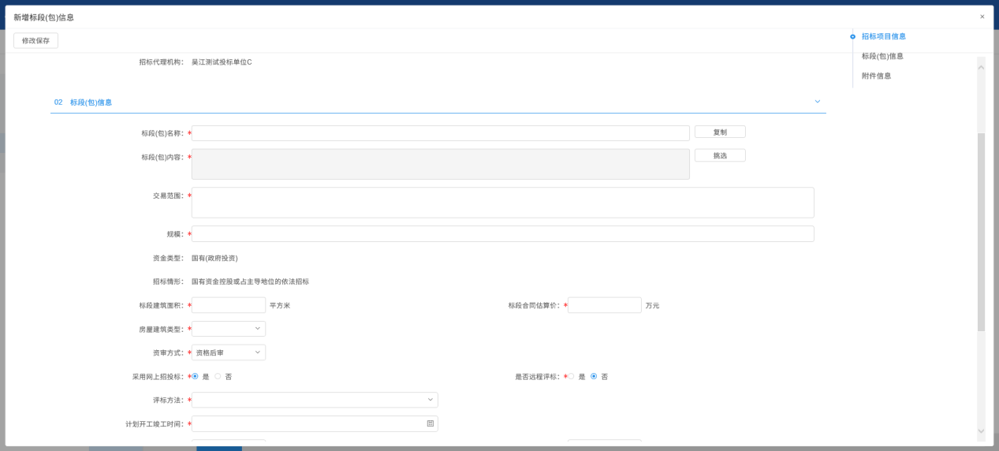 新增标段(包)信息
×
修改保存
招标项目信息
标段(包)信息
附件信息
招标代理机构： 吴江测试投标单位C
02 标段(包)信息
标段(包)名称： * 复制
标段(包)内容： * 挑选
交易范围： *
规模： *
资金类型： 国有(政府投资)
招标情形： 国有资金控股或占主导地位的依法招标
标段建筑面积： * 平方米 标段合同估算价： * 万元
房屋建筑类型： *
资审方式： * 资格后审
采用网上招投标： * 是 否 是否远程评标： * 是 否
评标方法： *
计划开工竣工时间： *